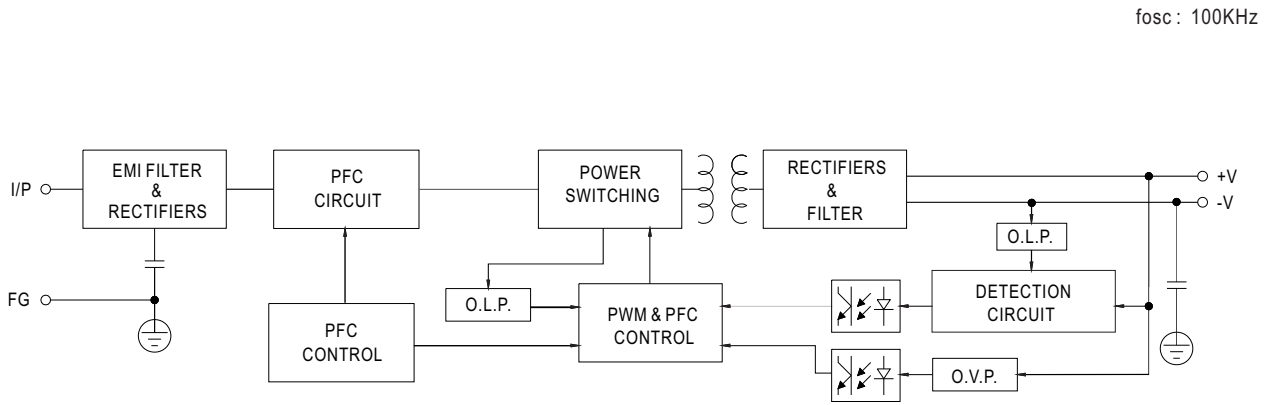 fosc : 100KHz
I/P
EMI FILTER
&
RECTIFIERS
PFC
CIRCUIT
POWER
SWITCHING
RECTIFIERS
&
FILTER
+V
-V
O.L.P.
FG
O.L.P.
PFC
CONTROL
PWM & PFC
CONTROL
DETECTION
CIRCUIT
O.V.P.